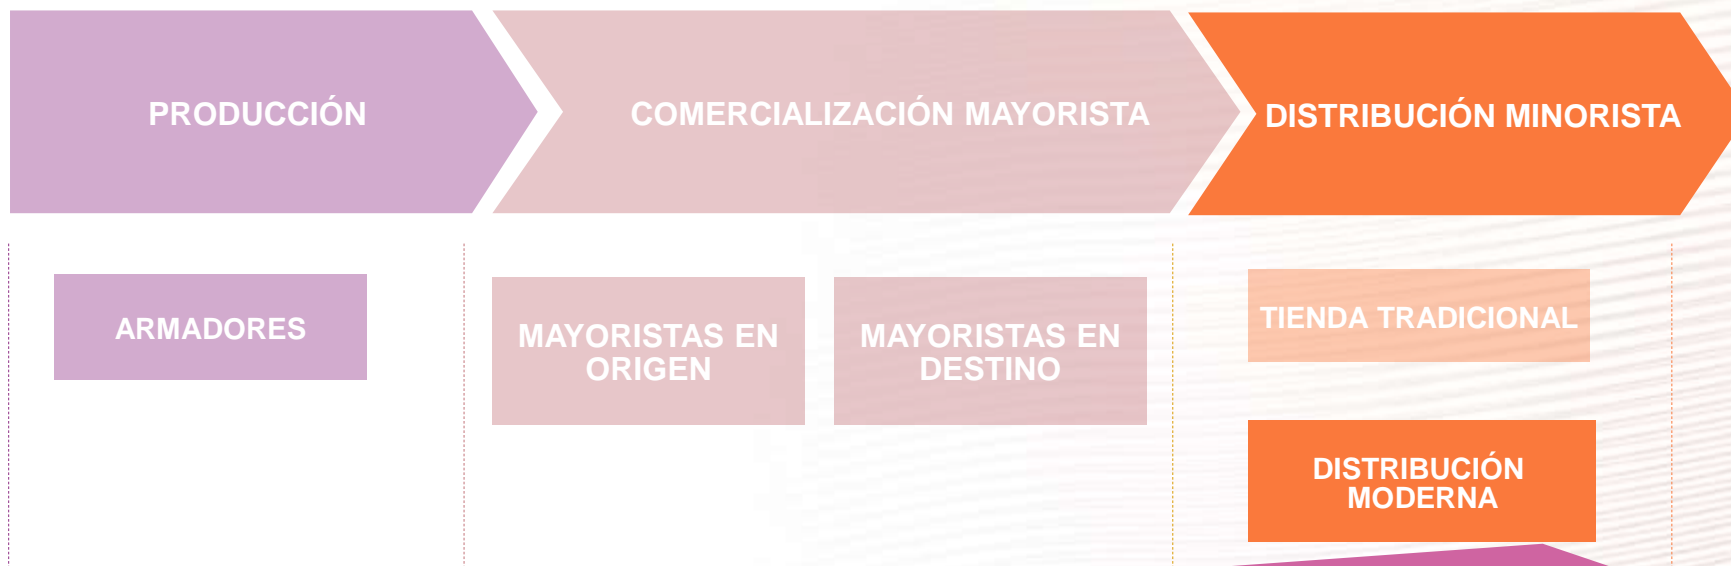 PRODUCCIÓN
COMERCIALIZACIÓN MAYORISTA
DISTRIBUCIÓN MINORISTA
ARMADORES
MAYORISTAS EN
ORIGEN
MAYORISTAS EN
DESTINO
TIENDA TRADICIONAL
DISTRIBUCIÓN
MODERNA